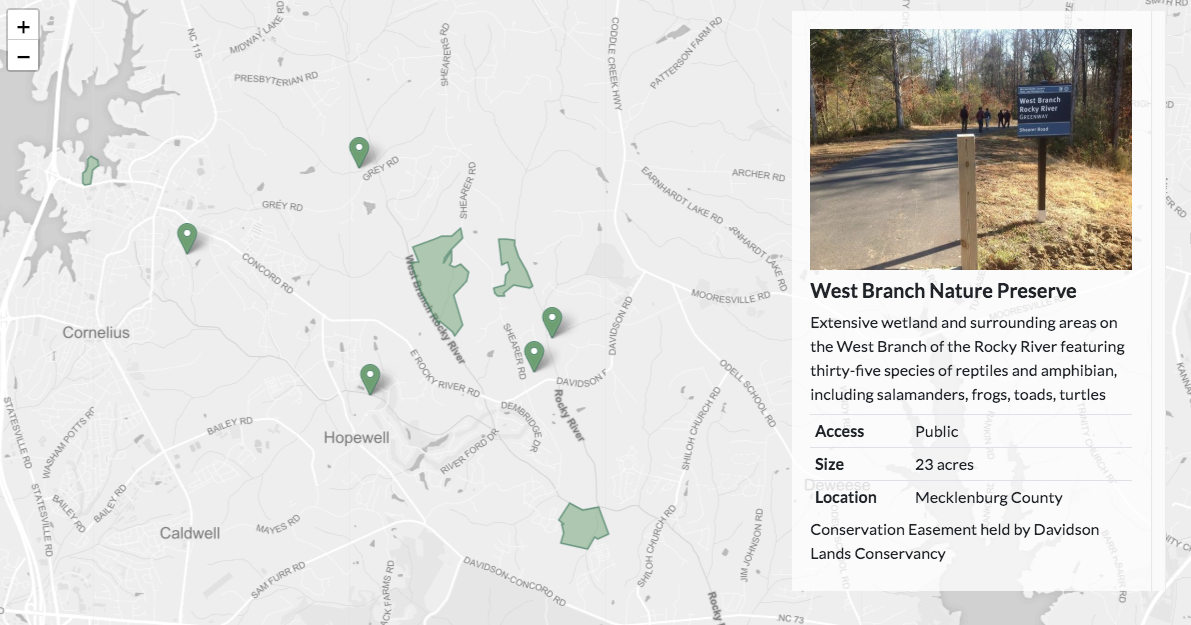 +
−
NC 115
MIDWAY LAKE RD
PRESBYTERIAN RD
SHEARERS RD
CODDLE CREEK HWY
PATTERSON FARM RD
GREY RD
GREY RD
SHEARER RD
ARCHER RD
EARNHARDT LAKE RD
RNHARDT LAKE RD
CONCORD RD
West Branch Rocky River
MOORESVILLE RD
DAVIDSON RD
Cornelius
SHEARER RD
E ROCKY RIVER RD
DAVIDSON
ODELL SCHOOL RD
Rocky River
DEMBRIDGE DR
SHILOH CHURCH RD
STATESVILLE RD
WASHAM POTTS RD
BAILEY RD
Hopewell
RIVER FORD DR
BAILEY RD
BAILEY RD
STATESVILLE RD
Caldwell
MAYES RD
SHILOH CHURCH RD
JIM JOHNSON RD
SAM FURR RD
ACK FARMS RD
DAVIDSON-CONCORD RD
Rocky
NC 73
West Branch
Rocky River
GREENWAY
Shearer Road
West Branch Nature Preserve
Extensive wetland and surrounding areas on
the West Branch of the Rocky River featuring
thirty-five species of reptiles and amphibian,
including salamanders, frogs, toads, turtles
Access Public
Size 23 acres
Deweese
Location Mecklenburg County
Conservation Easement held by Davidson
Lands Conservancy